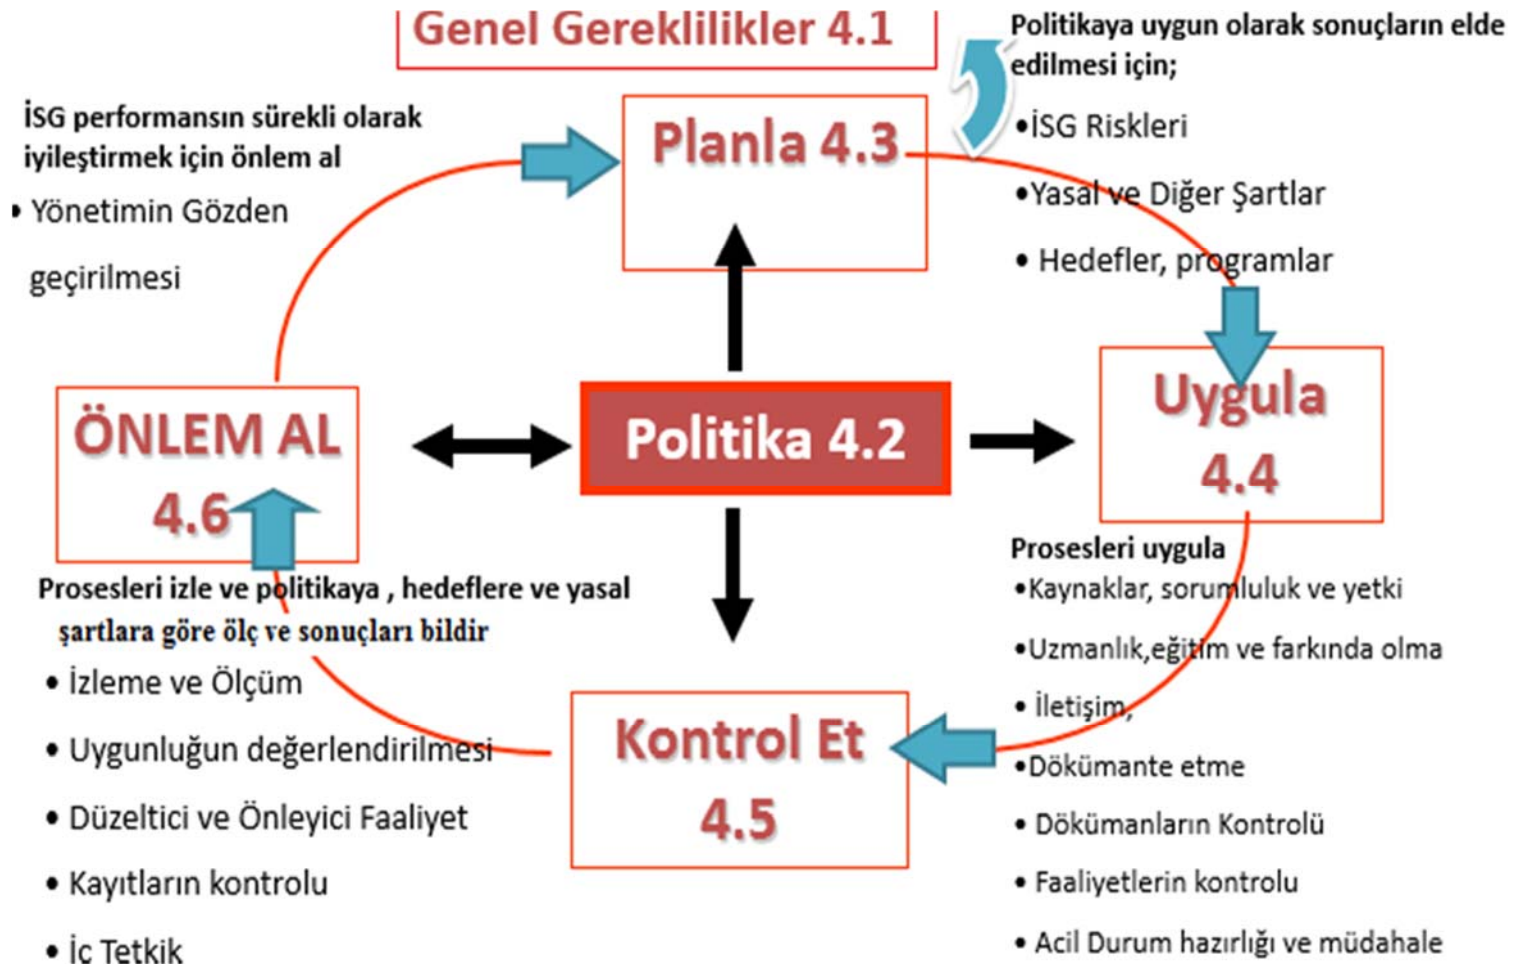 Genel Gereklilikler 4.1
Politikaya uygun olarak sonuçların elde
edilmesi için;
•İSG Riskleri
•Yasal ve Diğer Şartlar
• Hedefler, programlar
İSG performansın sürekli olarak
iyileştirmek için önlem al
• Yönetimin Gözden
geçirilmesi
Planla 4.3
ÖNLEM AL
4.6
Politika 4.2
Uygula
4.4
Prosesleri uygula
•Kaynaklar, sorumluluk ve yetki
•Uzmanlık,eğitim ve farkında olma
• İletişim,
•Dökümante etme
• Dökümanların Kontrolü
• Faaliyetlerin kontrolu
• Acil Durum hazırlığı ve müdahale
Prosesleri izle ve politikaya , hedeflere ve yasal
şartlara göre ölç ve sonuçları bildir
• İzleme ve Ölçüm
• Uygunluğun değerlendirilmesi
• Düzeltici ve Önleyici Faaliyet
• Kayıtların kontrolu
• İç Tetkik
Kontrol Et
4.5